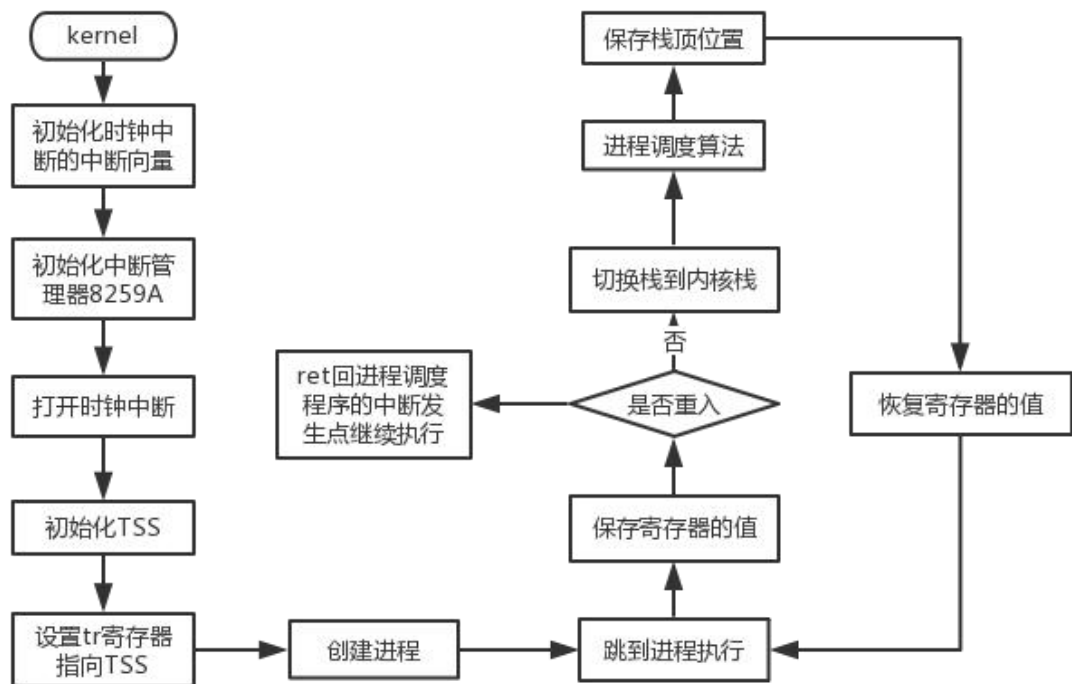 kernel
初始化时钟中
断的中断向量
初始化中断管
理器8259A
打开时钟中断
初始化TSS
设置tr寄存器
指向TSS
创建进程
跳到进程执行
保存寄存器的值
是否重入
ret回进程调度
程序的中断发
生点继续执行
否
切换栈到内核栈
进程调度算法
保存栈顶位置
恢复寄存器的值